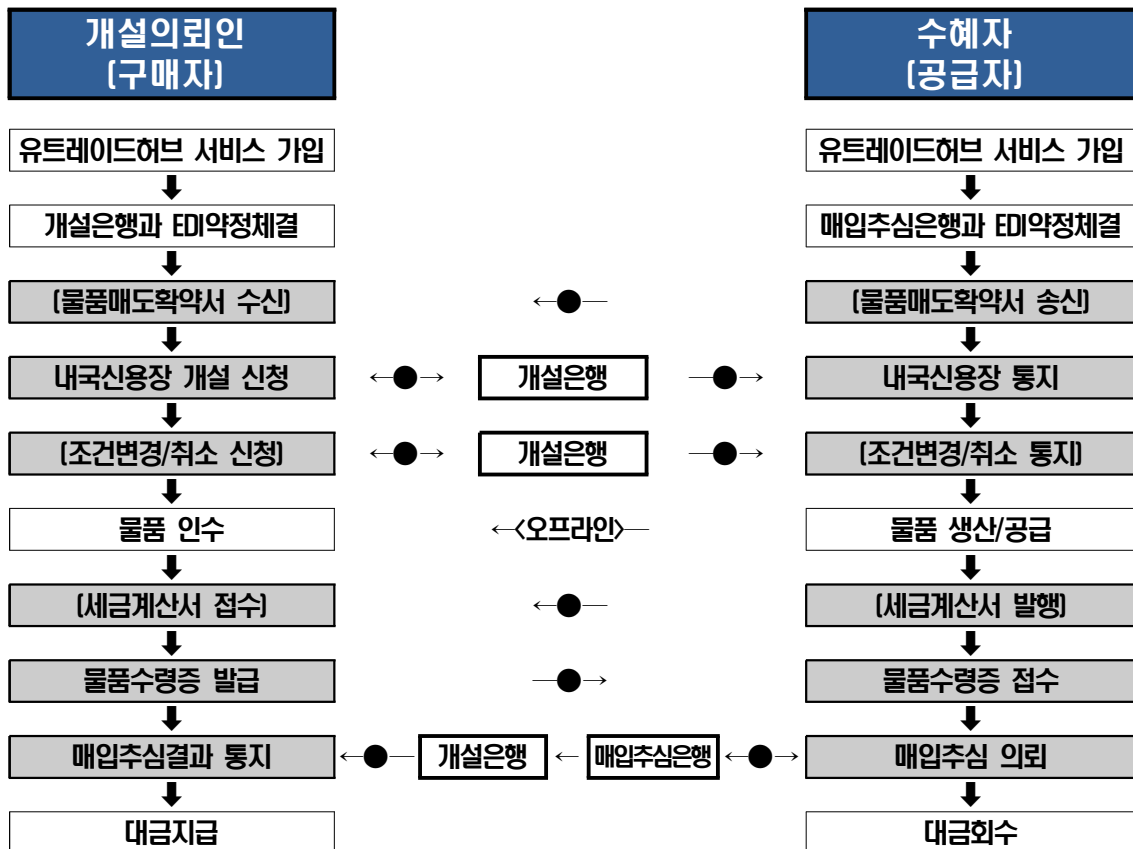 개설의뢰인
(구매자)
수혜자
(공급자)
유트레이드허브 서비스 가입
유트레이드허브 서비스 가입
개설은행과 EDI약정체결
매입추심은행과 EDI약정체결
(물품매도확약서 수신)
(물품매도확약서 송신)
내국신용장 개설 신청
개설은행
내국신용장 통지
(조건변경/취소 신청)
개설은행
(조건변경/취소 통지)
물품 인수
<오프라인>
물품 생산/공급
(세금계산서 접수)
(세금계산서 발행)
물품수령증 발급
물품수령증 접수
매입추심결과 통지
개설은행
매입추심은행
매입추심 의뢰
대금지급
대금회수